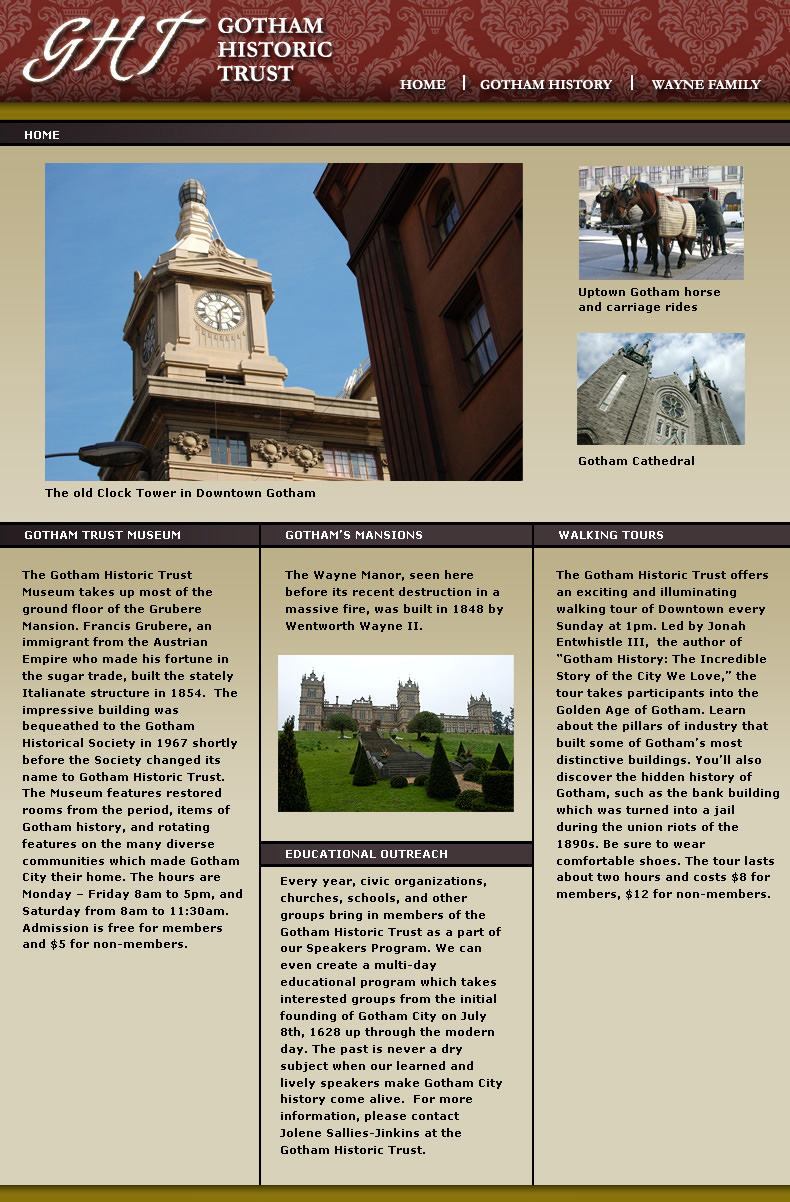 GHT
GOTHAM
HISTORIC
TRUST
HOME | GOTHAM HISTORY | WAYNE FAMILY
HOME
The old Clock Tower in Downtown Gotham
Uptown Gotham horse
and carriage rides
Gotham Cathedral
GOTHAM TRUST MUSEUM
The Gotham Historic Trust
Museum takes up most of the
ground floor of the Grubere
Mansion. Francis Grubere, an
immigrant from the Austrian
Empire who made his fortune in
the sugar trade, built the stately
Italianate structure in 1854.  The
impressive building was
bequeathed to the Gotham
Historical Society in 1967 shortly
before the Society changed its
name to Gotham Historic Trust.
The Museum features restored
rooms from the period, items of
Gotham history, and rotating
features on the many diverse
communities which made Gotham
City their home. The hours are
Monday – Friday 8am to 5pm, and
Saturday from 8am to 11:30am.
Admission is free for members
and $5 for non-members.
GOTHAM'S MANSIONS
The Wayne Manor, seen here
before its recent destruction in a
massive fire, was built in 1848 by
Wentworth Wayne II.
EDUCATIONAL OUTREACH
Every year, civic organizations,
churches, schools, and other
groups bring in members of the
Gotham Historic Trust as a part of
our Speakers Program. We can
even create a multi-day
educational program which takes
interested groups from the initial
founding of Gotham City on July
8th, 1628 up through the modern
day. The past is never a dry
subject when our learned and
lively speakers make Gotham City
history come alive.  For more
information, please contact
Jolene Sallies-Jinkins at the
Gotham Historic Trust.
WALKING TOURS
The Gotham Historic Trust offers
an exciting and illuminating
walking tour of Downtown every
Sunday at 1pm. Led by Jonah
Entwhistle III,  the author of
"Gotham History: The Incredible
Story of the City We Love," the
tour takes participants into the
Golden Age of Gotham. Learn
about the pillars of industry that
built some of Gotham's most
distinctive buildings. You'll also
discover the hidden history of
Gotham, such as the bank building
which was turned into a jail
during the union riots of the
1890s. Be sure to wear
comfortable shoes. The tour lasts
about two hours and costs $8 for
members, $12 for non-members.